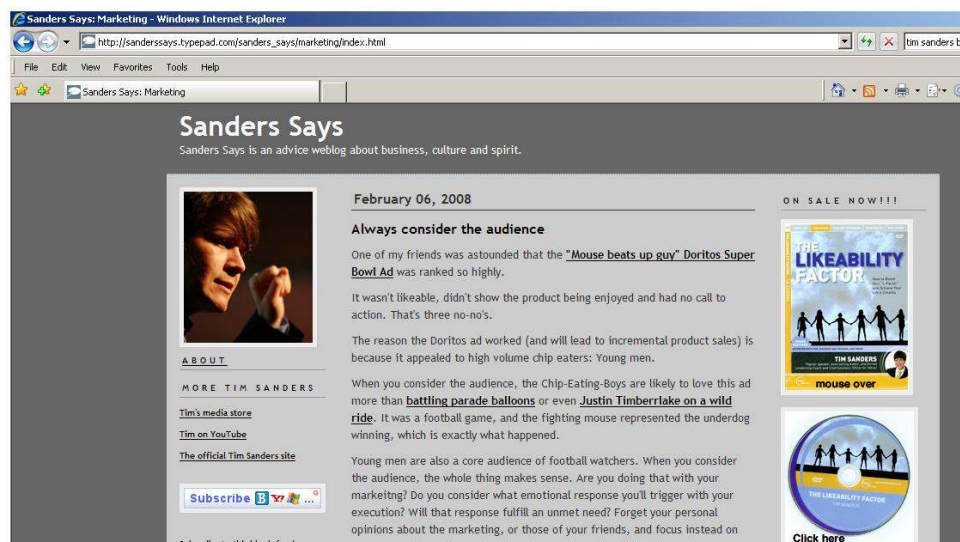 Sanders Says: Marketing - Windows Internet Explorer
http://sanderssays.typepad.com/sanders_says/marketing/index.html
tim sanders b
File Edit View Favorites Tools Help
Sanders Says: Marketing
Sanders Says
Sanders Says is an advice weblog about business, culture and spirit.
ABOUT
MORE TIM SANDERS
Tim's media store
Tim on YouTube
The official Tim Sanders site
Subscribe B Y! ...
February 06, 2008
Always consider the audience
One of my friends was astounded that the "Mouse beats up guy" Doritos Super
Bowl Ad was ranked so highly.
It wasn't likeable, didn't show the product being enjoyed and had no call to
action. That's three no-no's.
The reason the Doritos ad worked (and will lead to incremental product sales) is
because it appealed to high volume chip eaters: Young men.
When you consider the audience, the Chip-Eating-Boys are likely to love this ad
more than battling parade balloons or even Justin Timberlake on a wild
ride. It was a football game, and the fighting mouse represented the underdog
winning, which is exactly what happened.
Young men are also a core audience of football watchers. When you consider
the audience, the whole thing makes sense. Are you doing that with your
markeitng? Do you consider what emotional response you'll trigger with your
execution? Will that response fulfill an unmet need? Forget your personal
opinions about the marketing, or those of your friends, and focus instead on
ON SALE NOW!!!
THE
LIKEABILITY
FACTOR
TIM SANDERS
mouse over
THE LIKEABILITY FACTOR
Click here